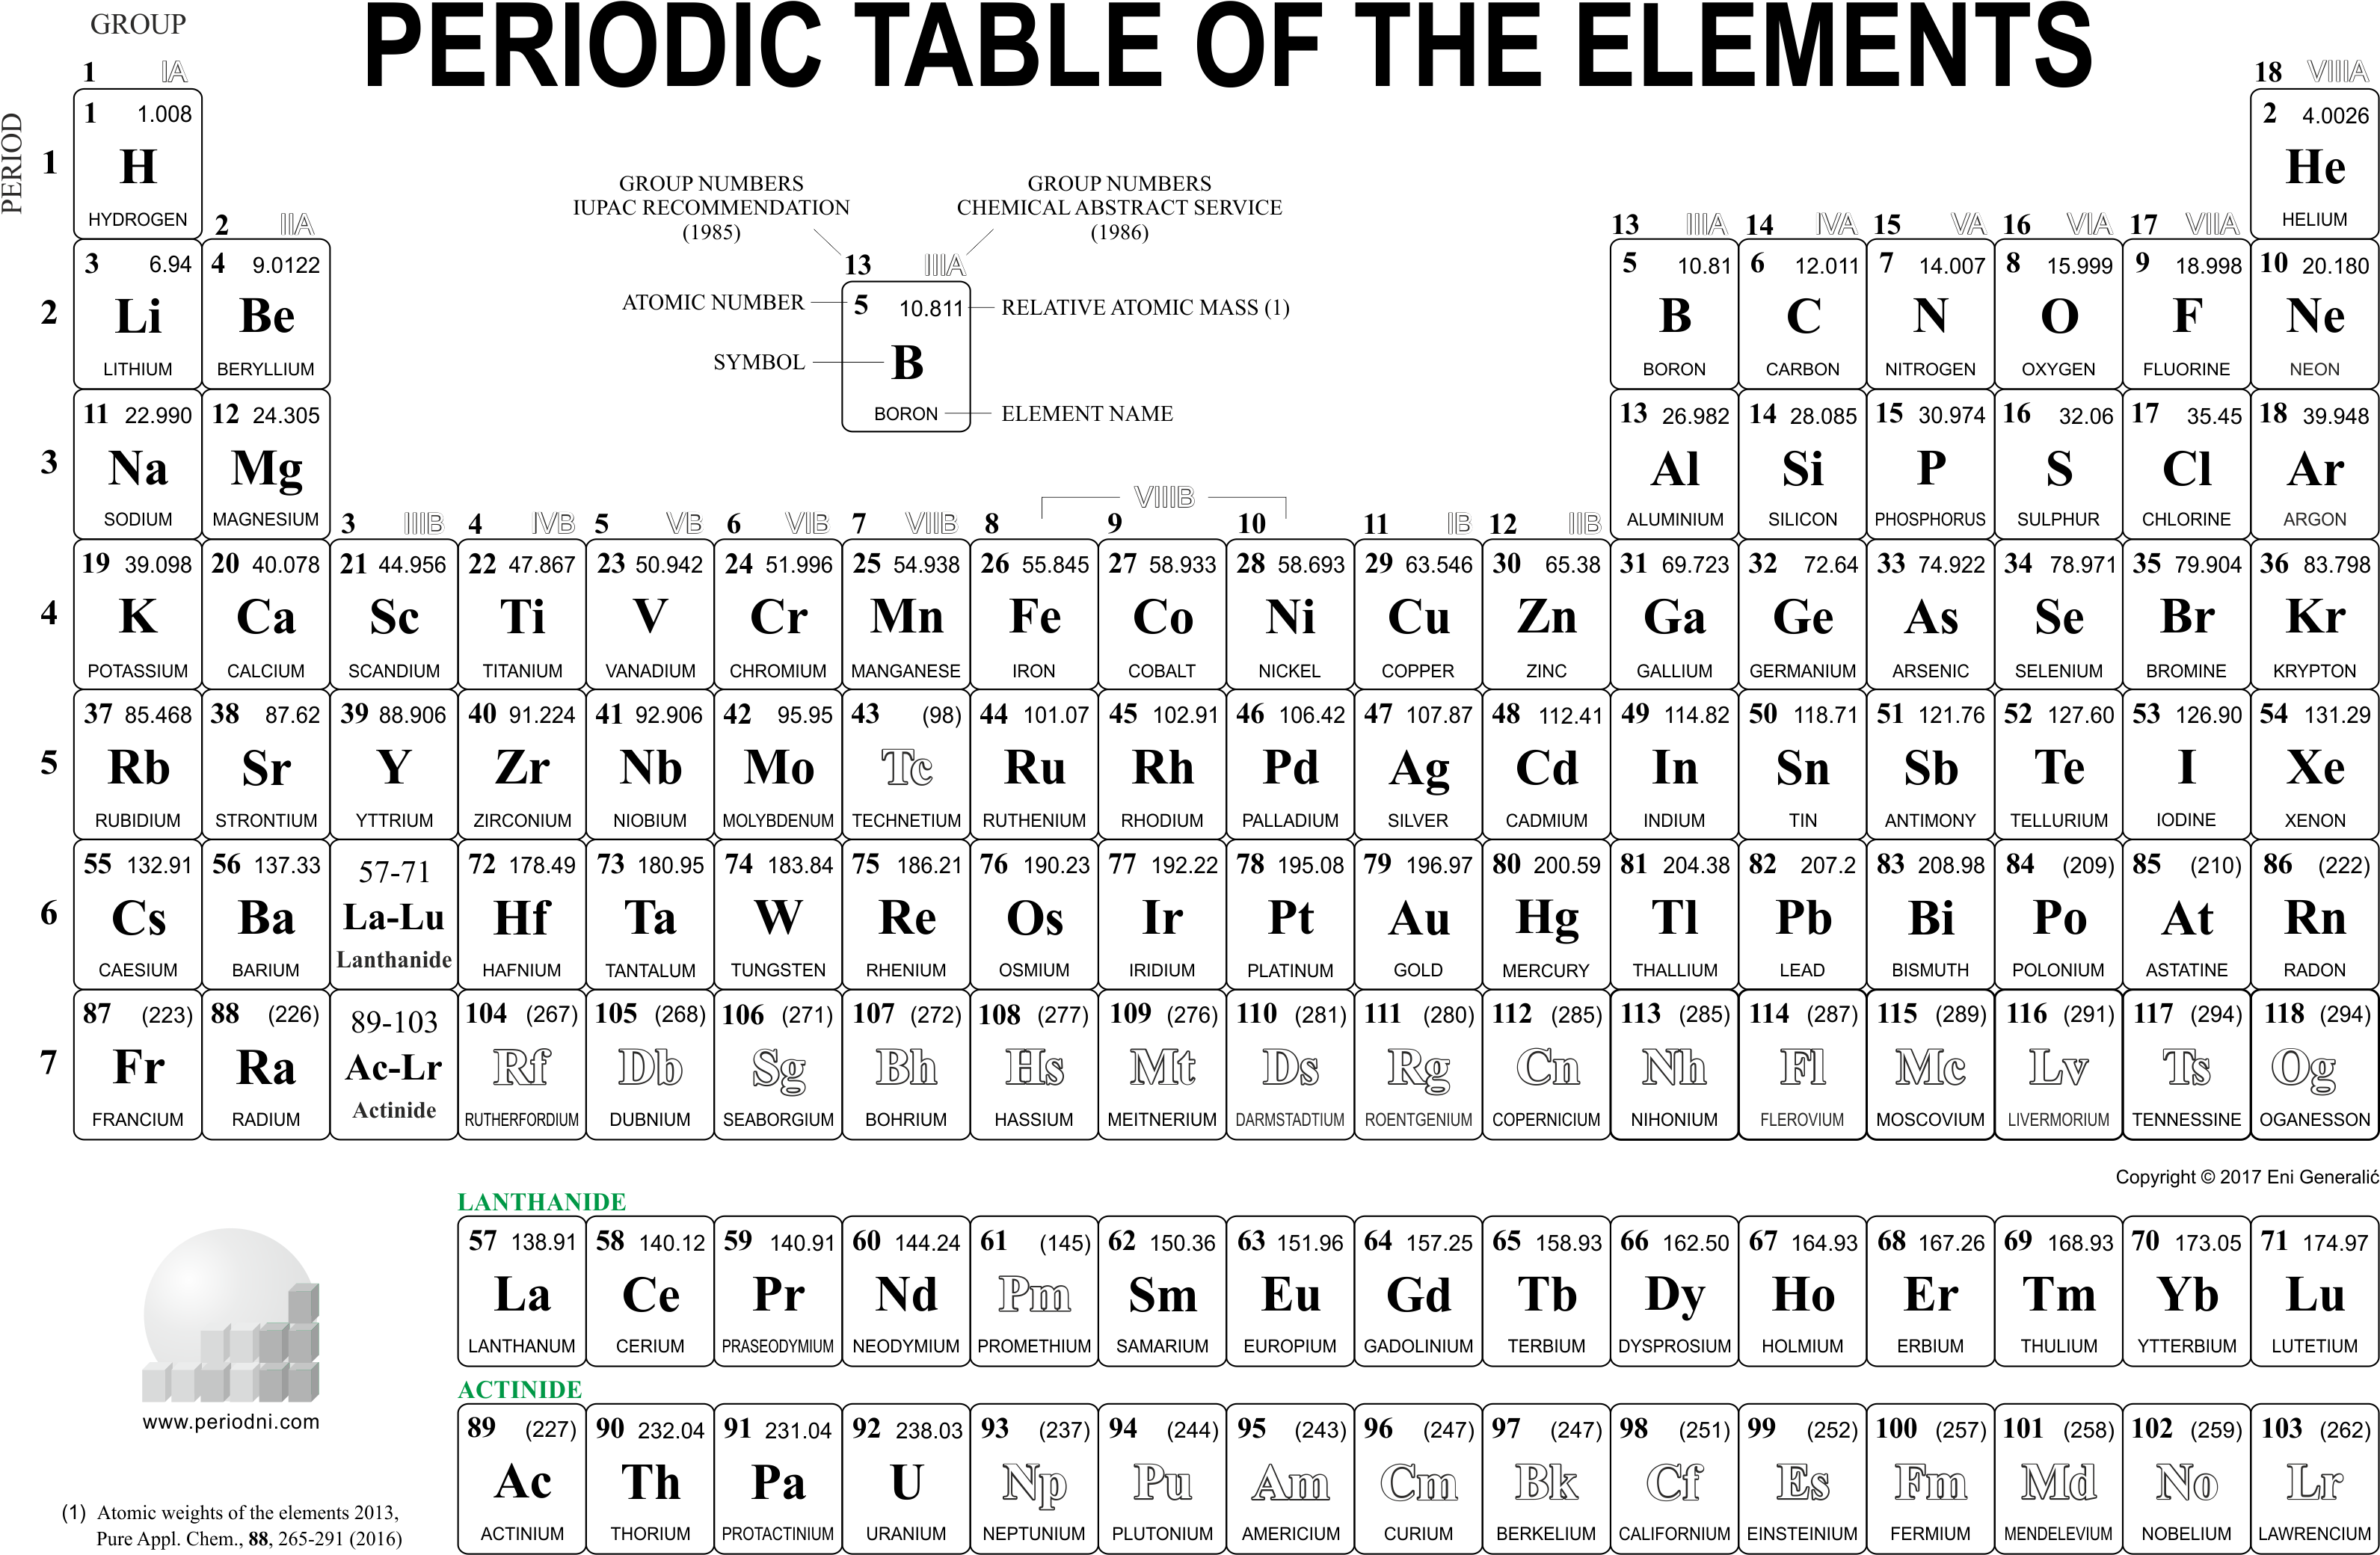 PERIODIC TABLE OF THE ELEMENTS
GROUP
PERIOD
1 IA
18 VIIIA
1 1.008
H
HYDROGEN
2 4.0026
He
HELIUM
1
GROUP NUMBERS
IUPAC RECOMMENDATION
(1985)
GROUP NUMBERS
CHEMICAL ABSTRACT SERVICE
(1986)
13 IIIA
ATOMIC NUMBER
5 10.811
RELATIVE ATOMIC MASS (1)
SYMBOL
B
BORON
ELEMENT NAME
2 IIA
13 IIIA 14 IVA 15 VA 16 VIA 17 VIIA
2
3 6.94 4 9.0122 5 10.81 6 12.011 7 14.007 8 15.999 9 18.998 10 20.180
Li Be B C N O F Ne
LITHIUM BERYLLIUM BORON CARBON NITROGEN OXYGEN FLUORINE NEON
3
11 22.990 12 24.305 13 26.982 14 28.085 15 30.974 16 32.06 17 35.45 18 39.948
Na Mg Al Si P S Cl Ar
SODIUM MAGNESIUM ALUMINIUM SILICON PHOSPHORUS SULPHUR CHLORINE ARGON
VIIIB
3 IIIB 4 IVB 5 VB 6 VIB 7 VIIB 8 9 10 11 IB 12 IIB
4
19 39.098 20 40.078 21 44.956 22 47.867 23 50.942 24 51.996 25 54.938 26 55.845 27 58.933 28 58.693 29 63.546 30 65.38 31 69.723 32 72.64 33 74.922 34 78.971 35 79.904 36 83.798
K Ca Sc Ti V Cr Mn Fe Co Ni Cu Zn Ga Ge As Se Br Kr
POTASSIUM CALCIUM SCANDIUM TITANIUM VANADIUM CHROMIUM MANGANESE IRON COBALT NICKEL COPPER ZINC GALLIUM GERMANIUM ARSENIC SELENIUM BROMINE KRYPTON
5
37 85.468 38 87.62 39 88.906 40 91.224 41 92.906 42 95.95 43 (98) 44 101.07 45 102.91 46 106.42 47 107.87 48 112.41 49 114.82 50 118.71 51 121.76 52 127.60 53 126.90 54 131.29
Rb Sr Y Zr Nb Mo Tc Ru Rh Pd Ag Cd In Sn Sb Te I Xe
RUBIDIUM STRONTIUM YTTRIUM ZIRCONIUM NIOBIUM MOLYBDENUM TECHNETIUM RUTHENIUM RHODIUM PALLADIUM SILVER CADMIUM INDIUM TIN ANTIMONY TELLURIUM IODINE XENON
6
55 132.91 56 137.33 57-71 72 178.49 73 180.95 74 183.84 75 186.21 76 190.23 77 192.22 78 195.08 79 196.97 80 200.59 81 204.38 82 207.2 83 208.98 84 (209) 85 (210) 86 (222)
Cs Ba La-Lu Hf Ta W Re Os Ir Pt Au Hg Tl Pb Bi Po At Rn
CAESIUM BARIUM Lanthanide HAFNIUM TANTALUM TUNGSTEN RHENIUM OSMIUM IRIDIUM PLATINUM GOLD MERCURY THALLIUM LEAD BISMUTH POLONIUM ASTATINE RADON
7
87 (223) 88 (226) 89-103 104 (267) 105 (268) 106 (271) 107 (272) 108 (277) 109 (276) 110 (281) 111 (280) 112 (285) 113 (285) 114 (287) 115 (289) 116 (291) 117 (294) 118 (294)
Fr Ra Ac-Lr Rf Db Sg Bh Hs Mt Ds Rg Cn Nh Fl Mc Lv Ts Og
FRANCIUM RADIUM Actinide RUTHERFORDIUM DUBNIUM SEABORGIUM BOHRIUM HASSIUM MEITNERIUM DARMSTADTIUM ROENTGENIUM COPERNICIUM NIHONIUM FLEROVIUM MOSCOVIUM LIVERMORIUM TENNESSINE OGANESSON
Copyright © 2017 Eni Generalić
LANTHANIDE
57 138.91 58 140.12 59 140.91 60 144.24 61 (145) 62 150.36 63 151.96 64 157.25 65 158.93 66 162.50 67 164.93 68 167.26 69 168.93 70 173.05 71 174.97
La Ce Pr Nd Pm Sm Eu Gd Tb Dy Ho Er Tm Yb Lu
LANTHANUM CERIUM PRASEODYMIUM NEODYMIUM PROMETHIUM SAMARIUM EUROPIUM GADOLINIUM TERBIUM DYSPROSIUM HOLMIUM ERBIUM THULIUM YTTERBIUM LUTETIUM
ACTINIDE
89 (227) 90 232.04 91 231.04 92 238.03 93 (237) 94 (244) 95 (243) 96 (247) 97 (247) 98 (251) 99 (252) 100 (257) 101 (258) 102 (259) 103 (262)
Ac Th Pa U Np Pu Am Cm Bk Cf Es Fm Md No Lr
ACTINIUM THORIUM PROTACTINIUM URANIUM NEPTUNIUM PLUTONIUM AMERICIUM CURIUM BERKELIUM CALIFORNIUM EINSTEINIUM FERMIUM MENDELEVIUM NOBELIUM LAWRENCIUM
www.periodni.com
(1) Atomic weights of the elements 2013,
Pure Appl. Chem., 88, 265-291 (2016)